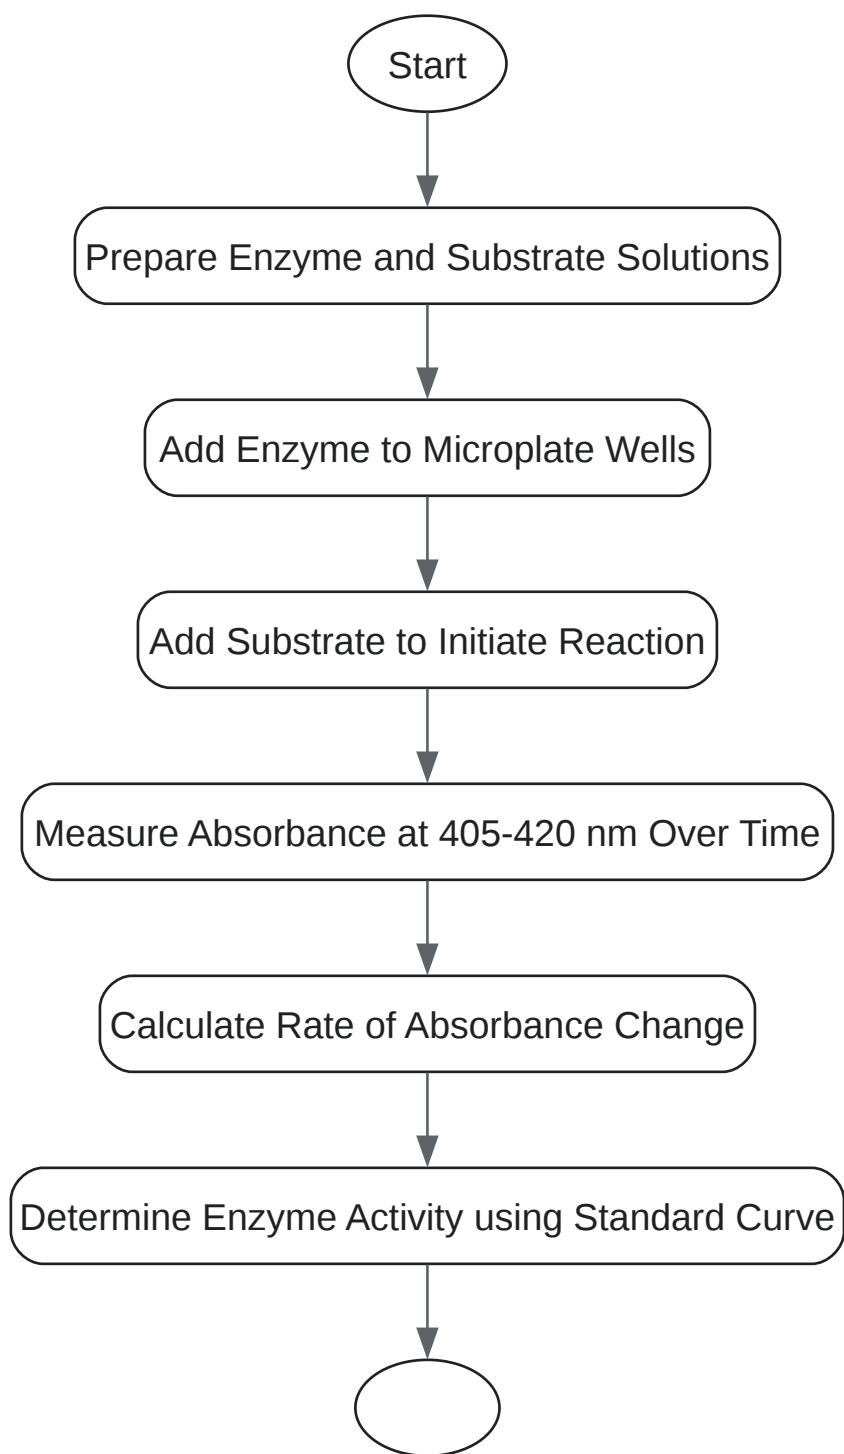 Start
Prepare Enzyme and Substrate Solutions
Add Enzyme to Microplate Wells
Add Substrate to Initiate Reaction
Measure Absorbance at 405-420 nm Over Time
Calculate Rate of Absorbance Change
Determine Enzyme Activity using Standard Curve